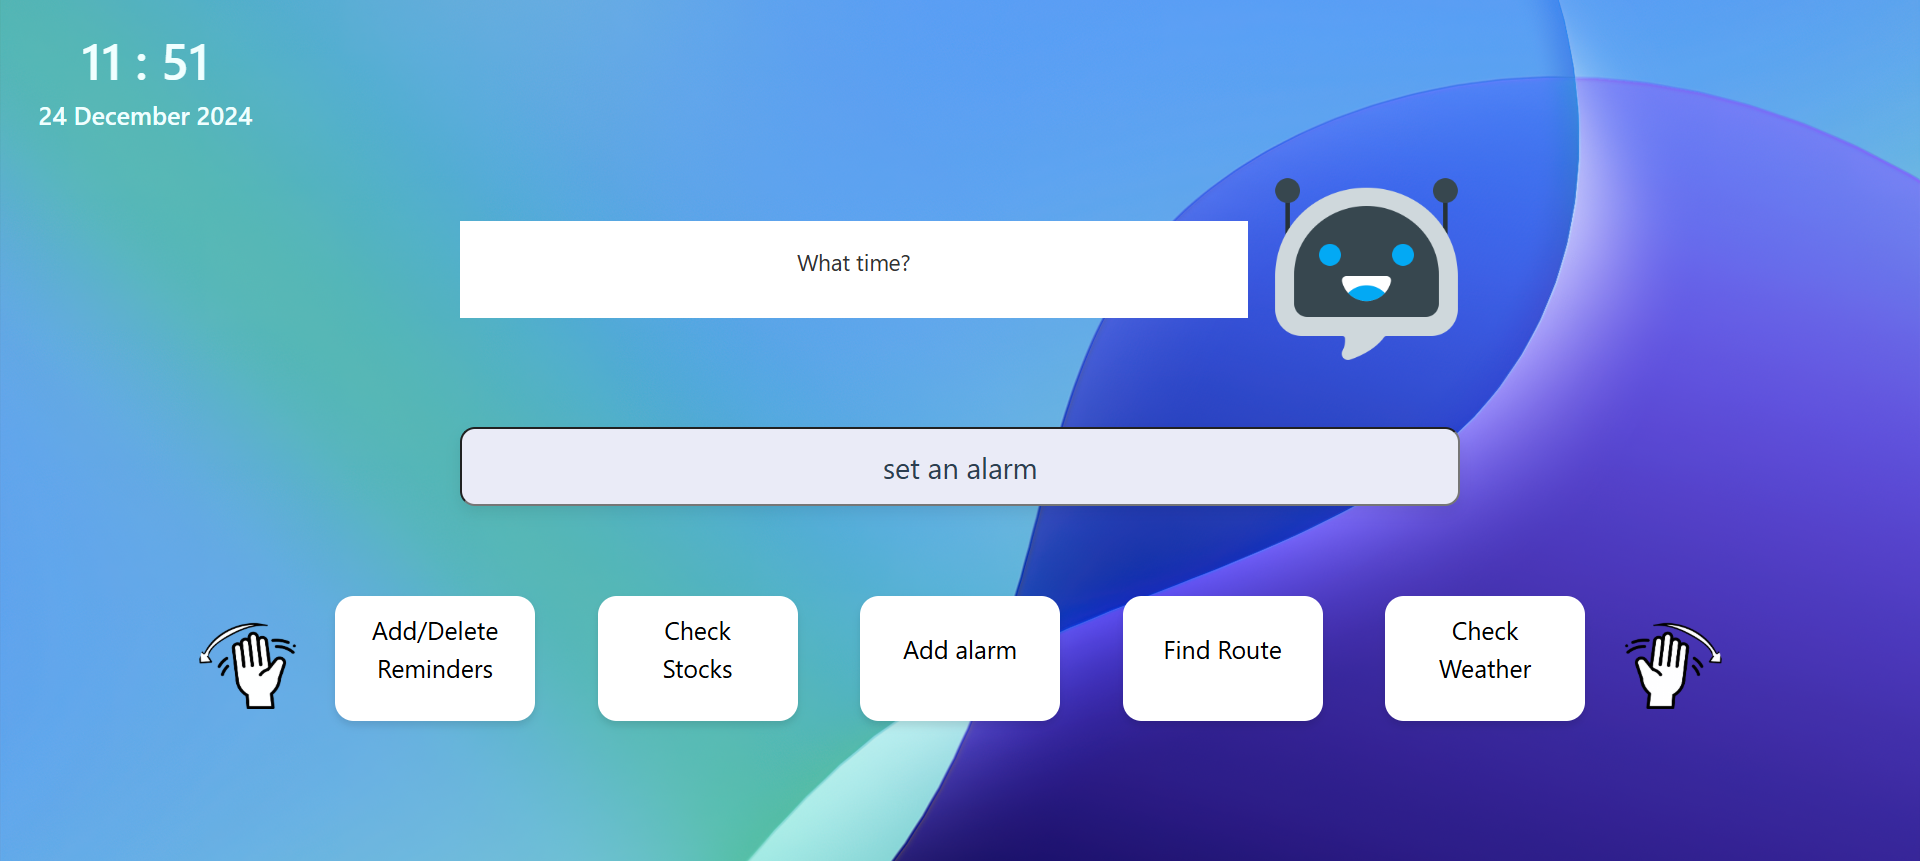 11 : 51
24 December 2024
What time?
set an alarm
Add/Delete
Reminders
Check
Stocks
Add alarm
Find Route
Check
Weather